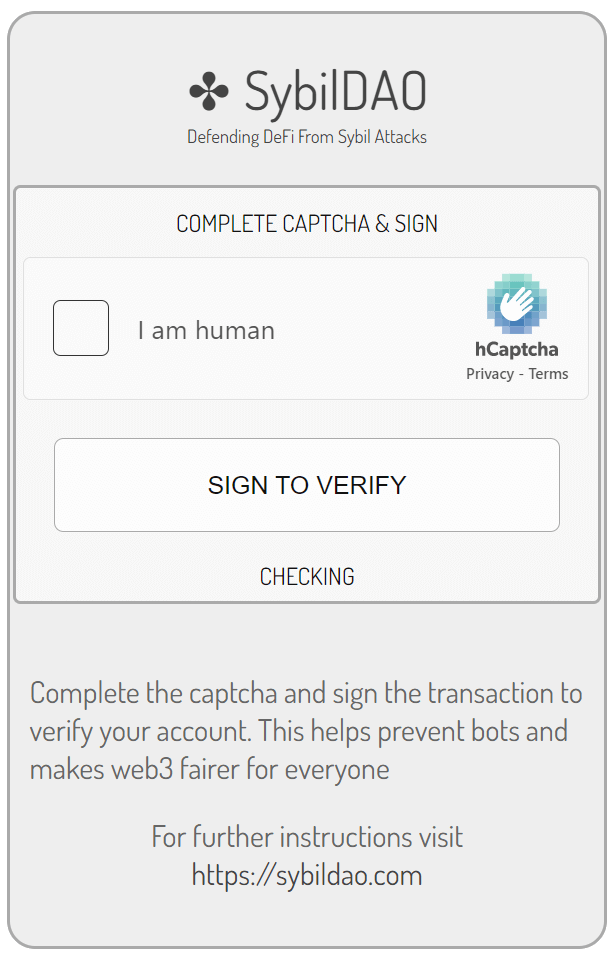 SybilDAO
Defending DeFi From Sybil Attacks
COMPLETE CAPTCHA & SIGN
I am human
hCaptcha
Privacy - Terms
SIGN TO VERIFY
CHECKING
Complete the captcha and sign the transaction to
verify your account. This helps prevent bots and
makes web3 fairer for everyone
For further instructions visit
https://sybildao.com